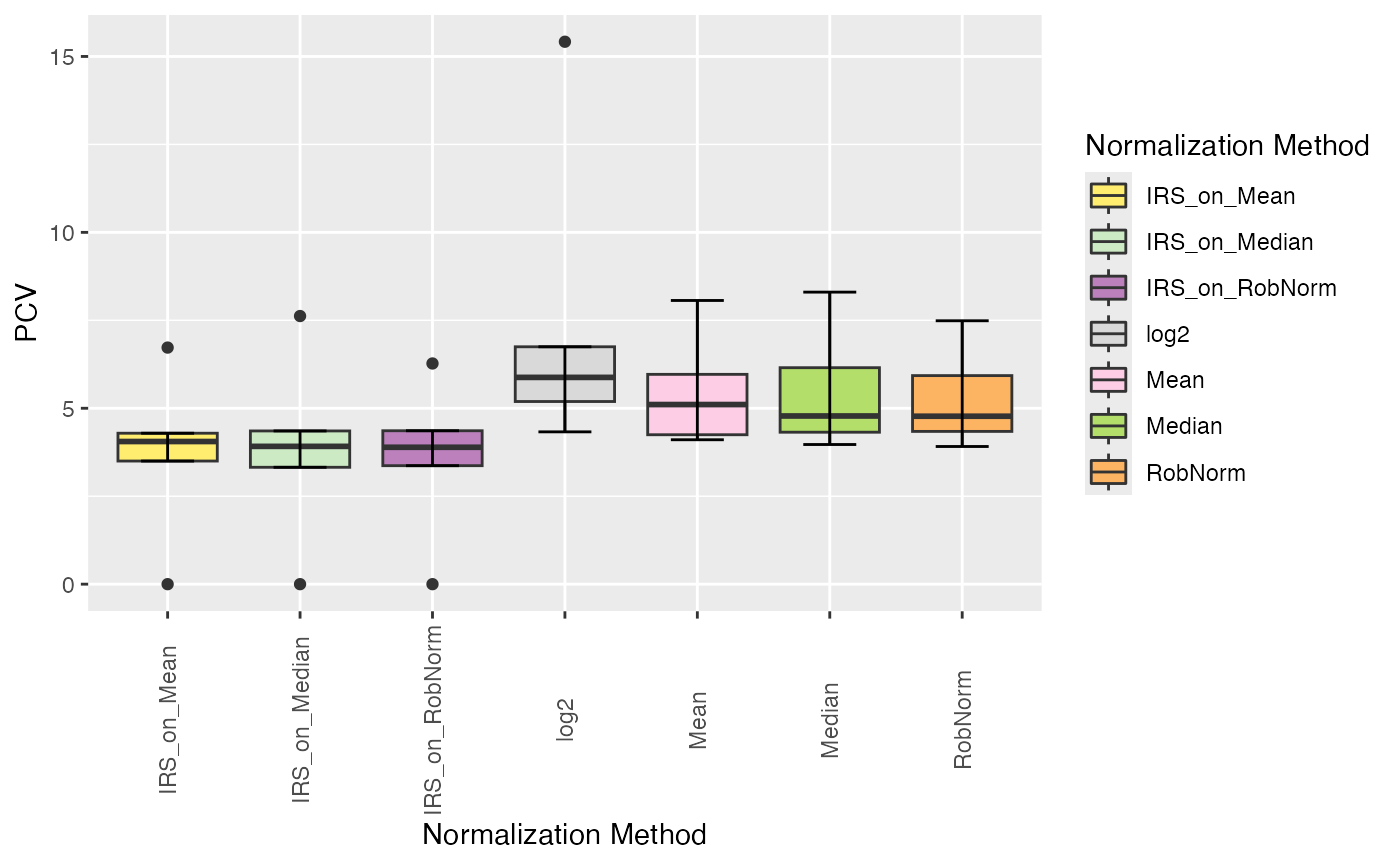 PCV
15
10
5
0
IRS_on_Mean
IRS_on_Median
IRS_on_RobNorm
log2
Mean
Median
RobNorm
Normalization Method
Normalization Method
IRS_on_Mean
IRS_on_Median
IRS_on_RobNorm
log2
Mean
Median
RobNorm